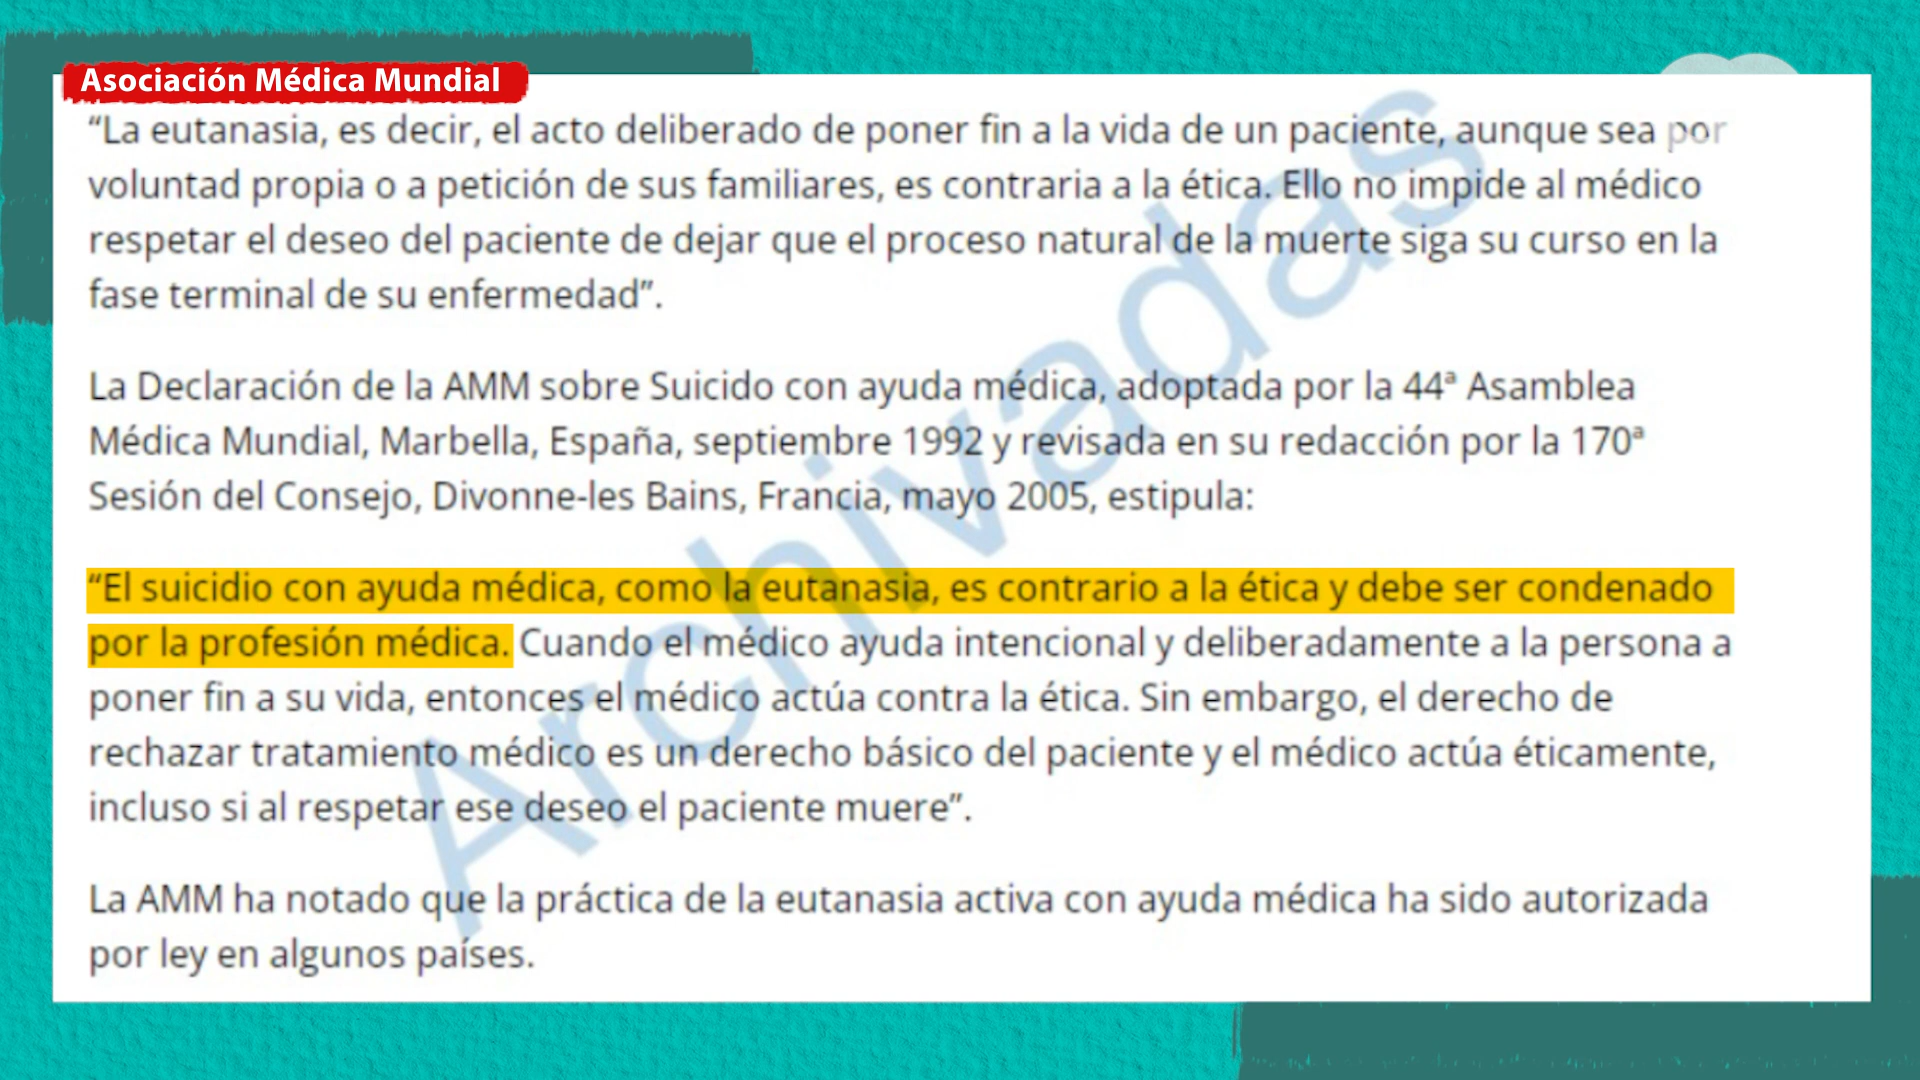 Asociación Médica Mundial
“La eutanasia, es decir, el acto deliberado de poner fin a la vida de un paciente, aunque sea por
voluntad propia o a petición de sus familiares, es contraria a la ética. Ello no impide al médico
respetar el deseo del paciente de dejar que el proceso natural de la muerte siga su curso en la
fase terminal de su enfermedad”.
La Declaración de la AMM sobre Suicido con ayuda médica, adoptada por la 44ª Asamblea
Médica Mundial, Marbella, España, septiembre 1992 y revisada en su redacción por la 170ª
Sesión del Consejo, Divonne-les Bains, Francia, mayo 2005, estipula:
“El suicidio con ayuda médica, como la eutanasia, es contrario a la ética y debe ser condenado
por la profesión médica. Cuando el médico ayuda intencional y deliberadamente a la persona a
poner fin a su vida, entonces el médico actúa contra la ética. Sin embargo, el derecho de
rechazar tratamiento médico es un derecho básico del paciente y el médico actúa éticamente,
incluso si al respetar ese deseo el paciente muere”.
La AMM ha notado que la práctica de la eutanasia activa con ayuda médica ha sido autorizada
por ley en algunos países.
Archivadas